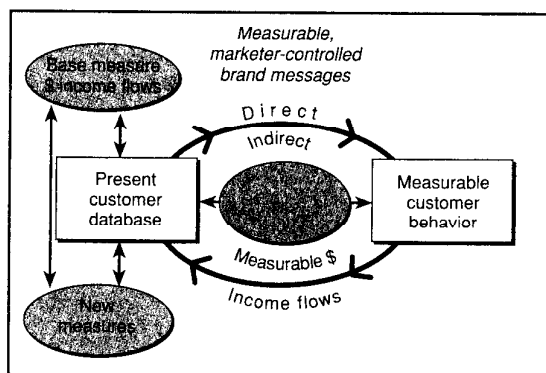 Measurable,
marketer-controlled
brand messages
Base measure
$ income flows
Direct
Indirect
Present
customer
database
Measurable
customer
behavior
Measurable $
Income flows
New
measures